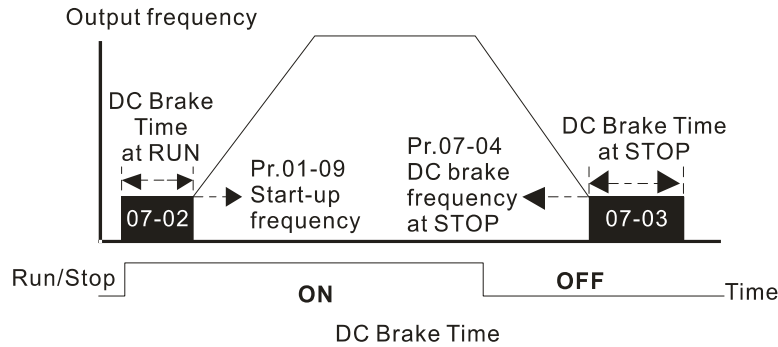 Output frequency
DC Brake
Time
at RUN
07-02
Pr.01-09
Start-up
frequency
Pr.07-04
DC brake
frequency
at STOP
DC Brake Time
at STOP
07-03
Run/Stop
ON
OFF
Time
DC Brake Time